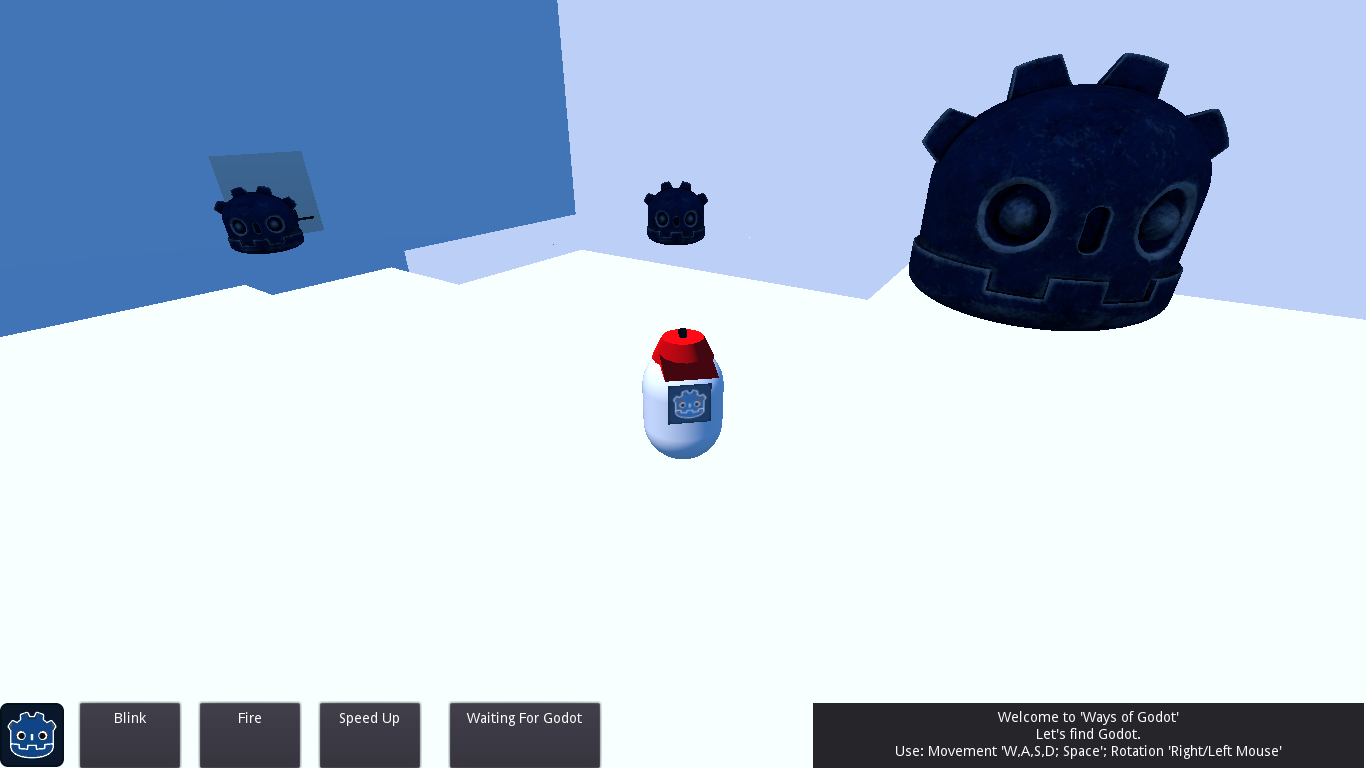 Blink
Fire
Speed Up
Waiting For Godot
Welcome to 'Ways of Godot'
Let's find Godot.
Use: Movement 'W,A,S,D; Space'; Rotation 'Right/Left Mouse'